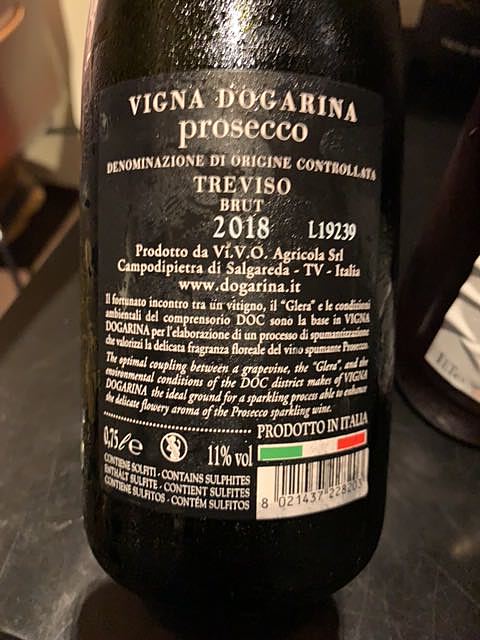 VIGNA DOGARINA
prosecco
DENOMINAZIONE DI ORIGINE CONTROLLATA
TREVISO
BRUT
2018 L19239
Prodotto da Vi.V.O. Agricola Srl
Campodipietra di Salgareda - TV - Italia
www.dogarina.it
Il fortunato incontro tra un vitigno, il "Glera" e le condizioni
ambientali del comprensorio DOC sono la base in VIGNA
DOGARINA per l'elaborazione di un processo di spumantizzazione
che valorizzi la delicata fragranza floreale del vino spumante Prosecco.
The optimal coupling between a grapevine, the "Glera", and the
environmental conditions of the DOC district makes of VIGNA
DOGARINA the ideal ground for a sparkling process able to enhance
the delicate flowery aroma of the Prosecco sparkling wine.
0.75 ℓ e 11% vol
CONTIENE SOLFITI - CONTAINS SULPHITES
ENTHÄLT SULFITE - CONTIENT SULFITES
CONTIENE SULFITOS - CONTÉM SULFITOS
PRODOTTO IN ITALIA
8 021437 228203